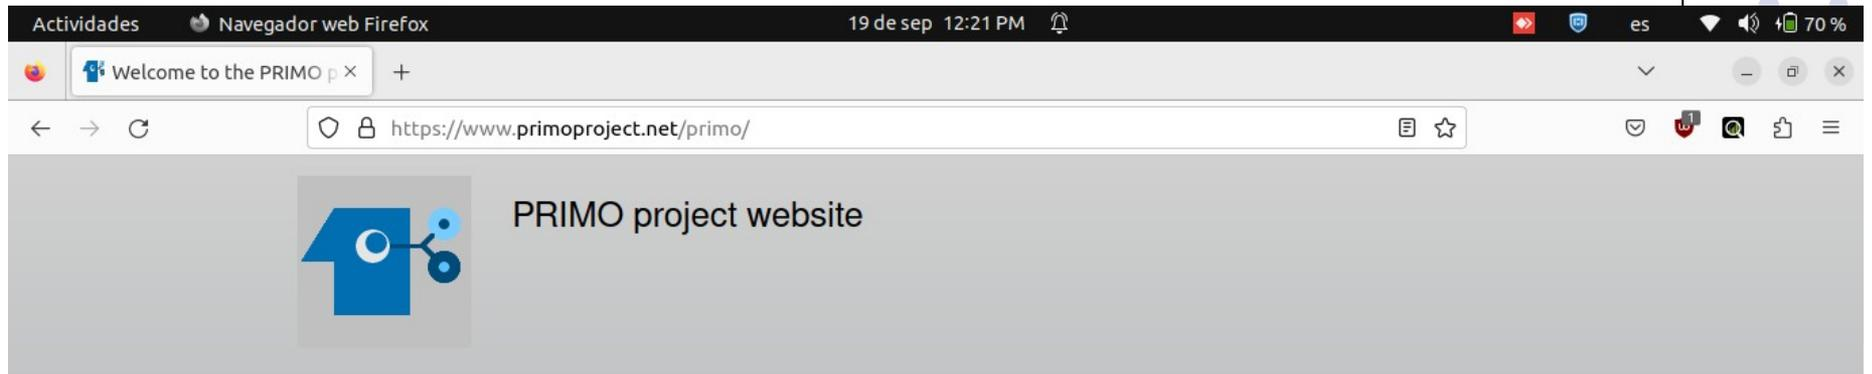 Actividades Navegador web Firefox 19 de sep 12:21 PM es 70 %
Welcome to the PRIMO p
https://www.primoproject.net/primo/ 1
PRIMO project website